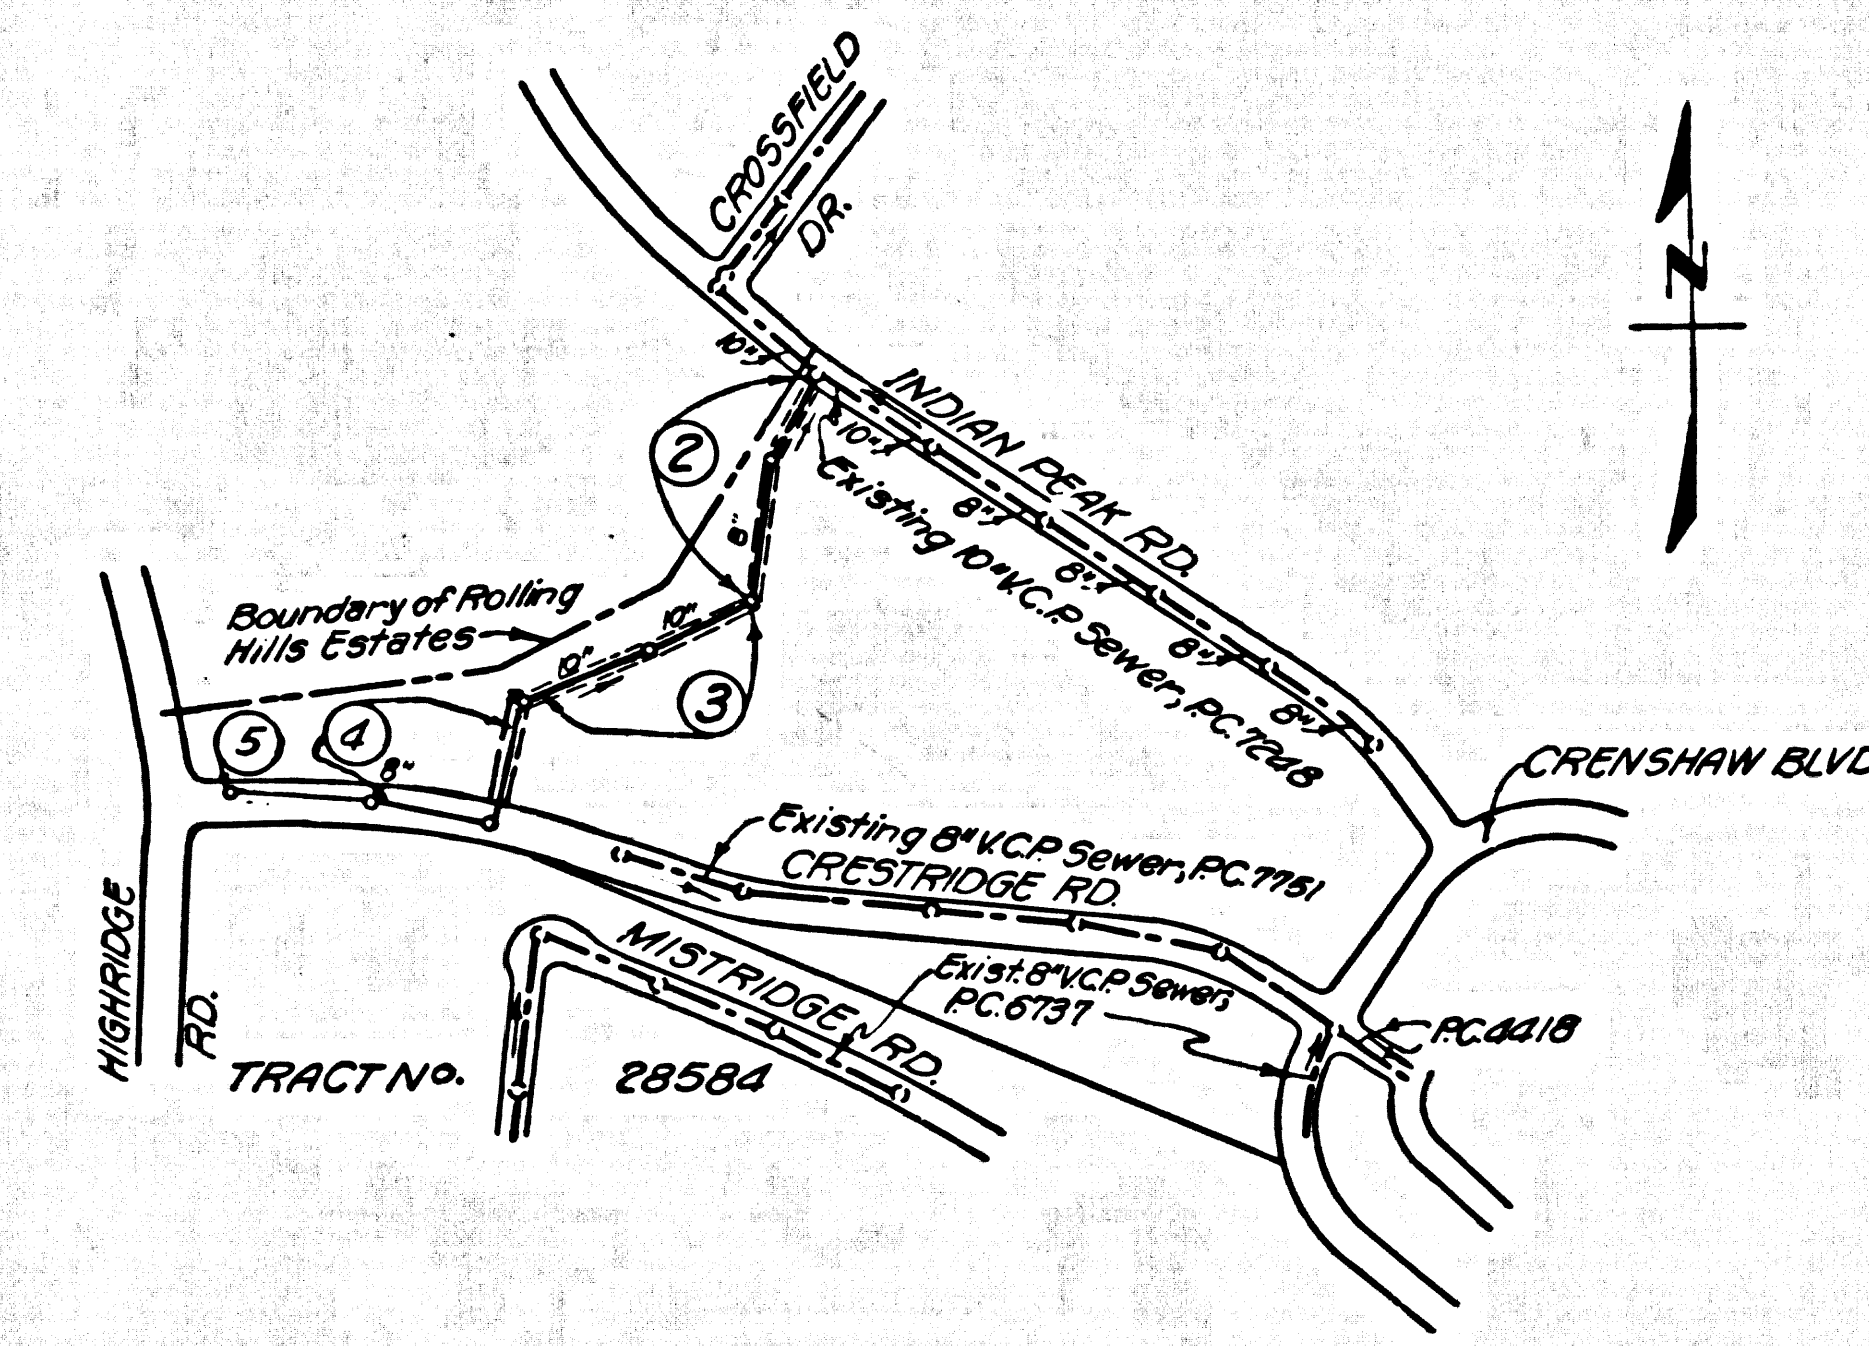 CROSSFIELD
DR.
N
10"
INDIAN PEAK RD.
2
10"
Existing 10" V.C.P. Sewer, P.C. 7248
8"
8"
8"
8"
8"
Boundary of Rolling
Hills Estates
10"
10"
3
5
4
8"
CRENSHAW BLVD
Existing 8" V.C.P. Sewer, P.C. 7751
CRESTRIDGE RD.
HIGHRIDGE
RD.
MISTRIDGE RD.
Exist. 8" V.C.P. Sewer,
P.C. 6737
P.C. 4418
TRACT No. 28584